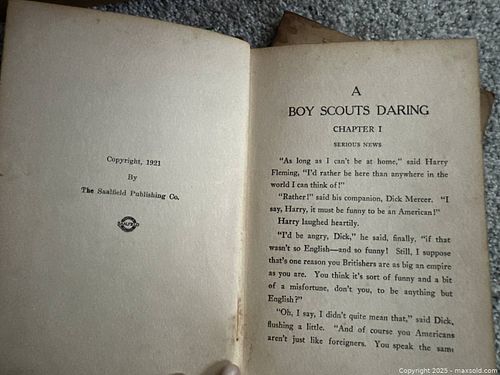 Copyright, 1921
By
The Saalfield Publishing Co.
A
BOY SCOUTS DARING
CHAPTER I
SERIOUS NEWS
"As long as I can't be at home," said Harry
Fleming, "I'd rather be here than anywhere in the
world I can think of!"
"Rather!" said his companion, Dick Mercer. "I
say, Harry, it must be funny to be an American!"
Harry laughed heartily.
"I'd be angry, Dick," he said, finally, "if that
wasn't so English—and so funny! Still, I suppose
that's one reason you Britishers are as big an empire
as you are. You think it's sort of funny and a bit
of a misfortune, don't you, to be anything but
English?"
"Oh, I say, I didn't quite mean that," said Dick,
flushing a little. "And of course you Americans
aren't just like foreigners. You speak the same
Copyright 2025 - maxsold.com